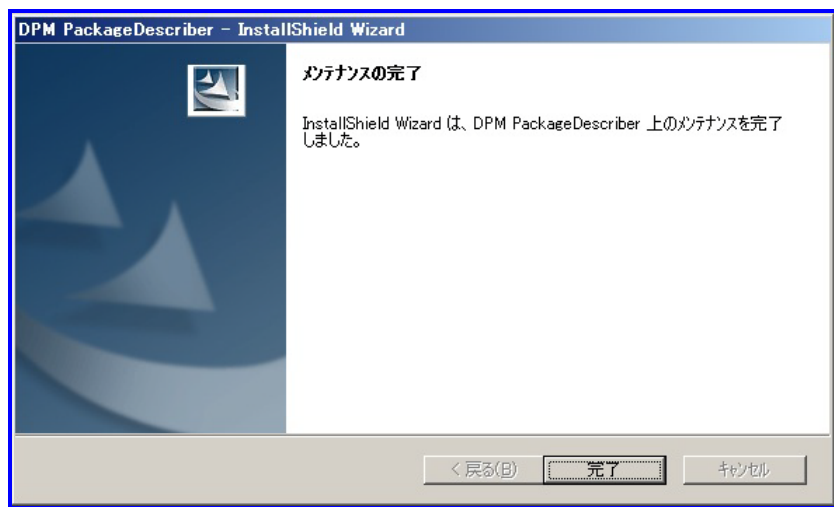 DPM PackageDescriber - InstallShield Wizard
メンテナンスの完了
InstallShield Wizard は、DPM PackageDescriber 上のメンテナンスを完了
しました。
< 戻る(B)
完了
キャンセル